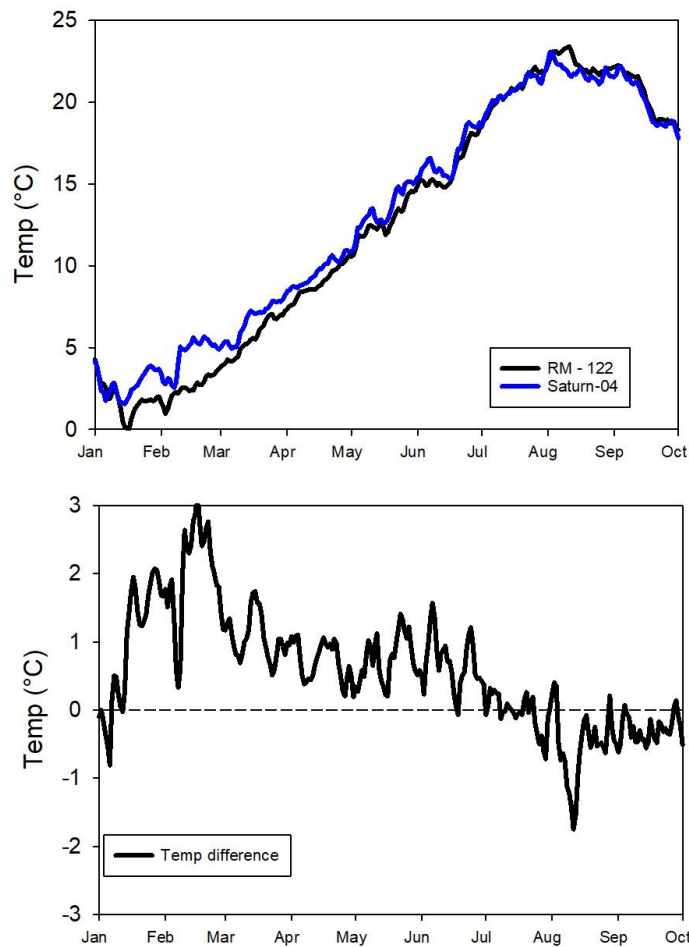 25
20
15
10
5
0
Temp (°C)
RM - 122
Saturn-04
Jan Feb Mar Apr May Jun Jul Aug Sep Oct
3
2
1
0
-1
-2
-3
Temp (°C)
Temp difference
Jan Feb Mar Apr May Jun Jul Aug Sep Oct